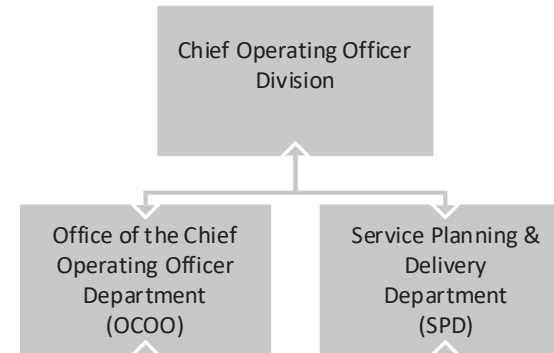 Chief Operating Officer
Division
Office of the Chief
Operating Officer
Department
(OCOO)
Service Planning &
Delivery
Department
(SPD)